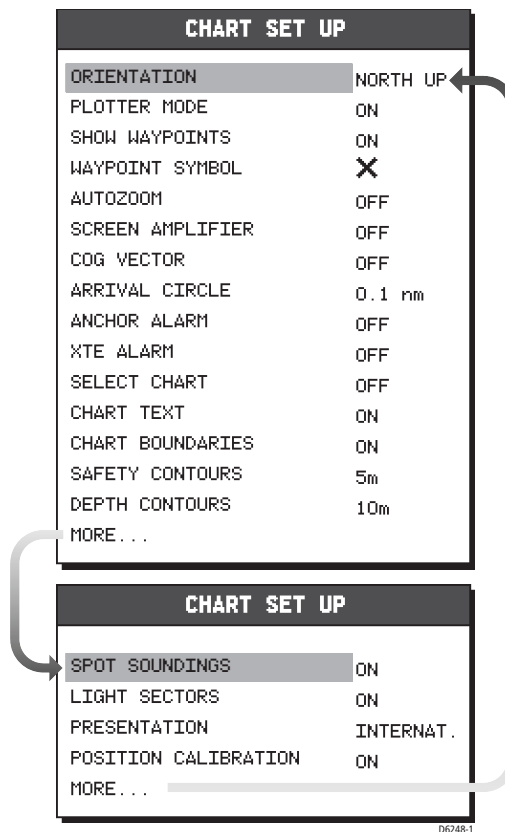 CHART SET UP
ORIENTATION NORTH UP
PLOTTER MODE ON
SHOW WAYPOINTS ON
WAYPOINT SYMBOL
AUTOZOOM OFF
SCREEN AMPLIFIER OFF
COG VECTOR OFF
ARRIVAL CIRCLE 0.1 nm
ANCHOR ALARM OFF
XTE ALARM OFF
SELECT CHART OFF
CHART TEXT ON
CHART BOUNDARIES ON
SAFETY CONTOURS 5m
DEPTH CONTOURS 10m
MORE...
CHART SET UP
SPOT SOUNDINGS ON
LIGHT SECTORS ON
PRESENTATION INTERNAT.
POSITION CALIBRATION ON
MORE...
D6248-1